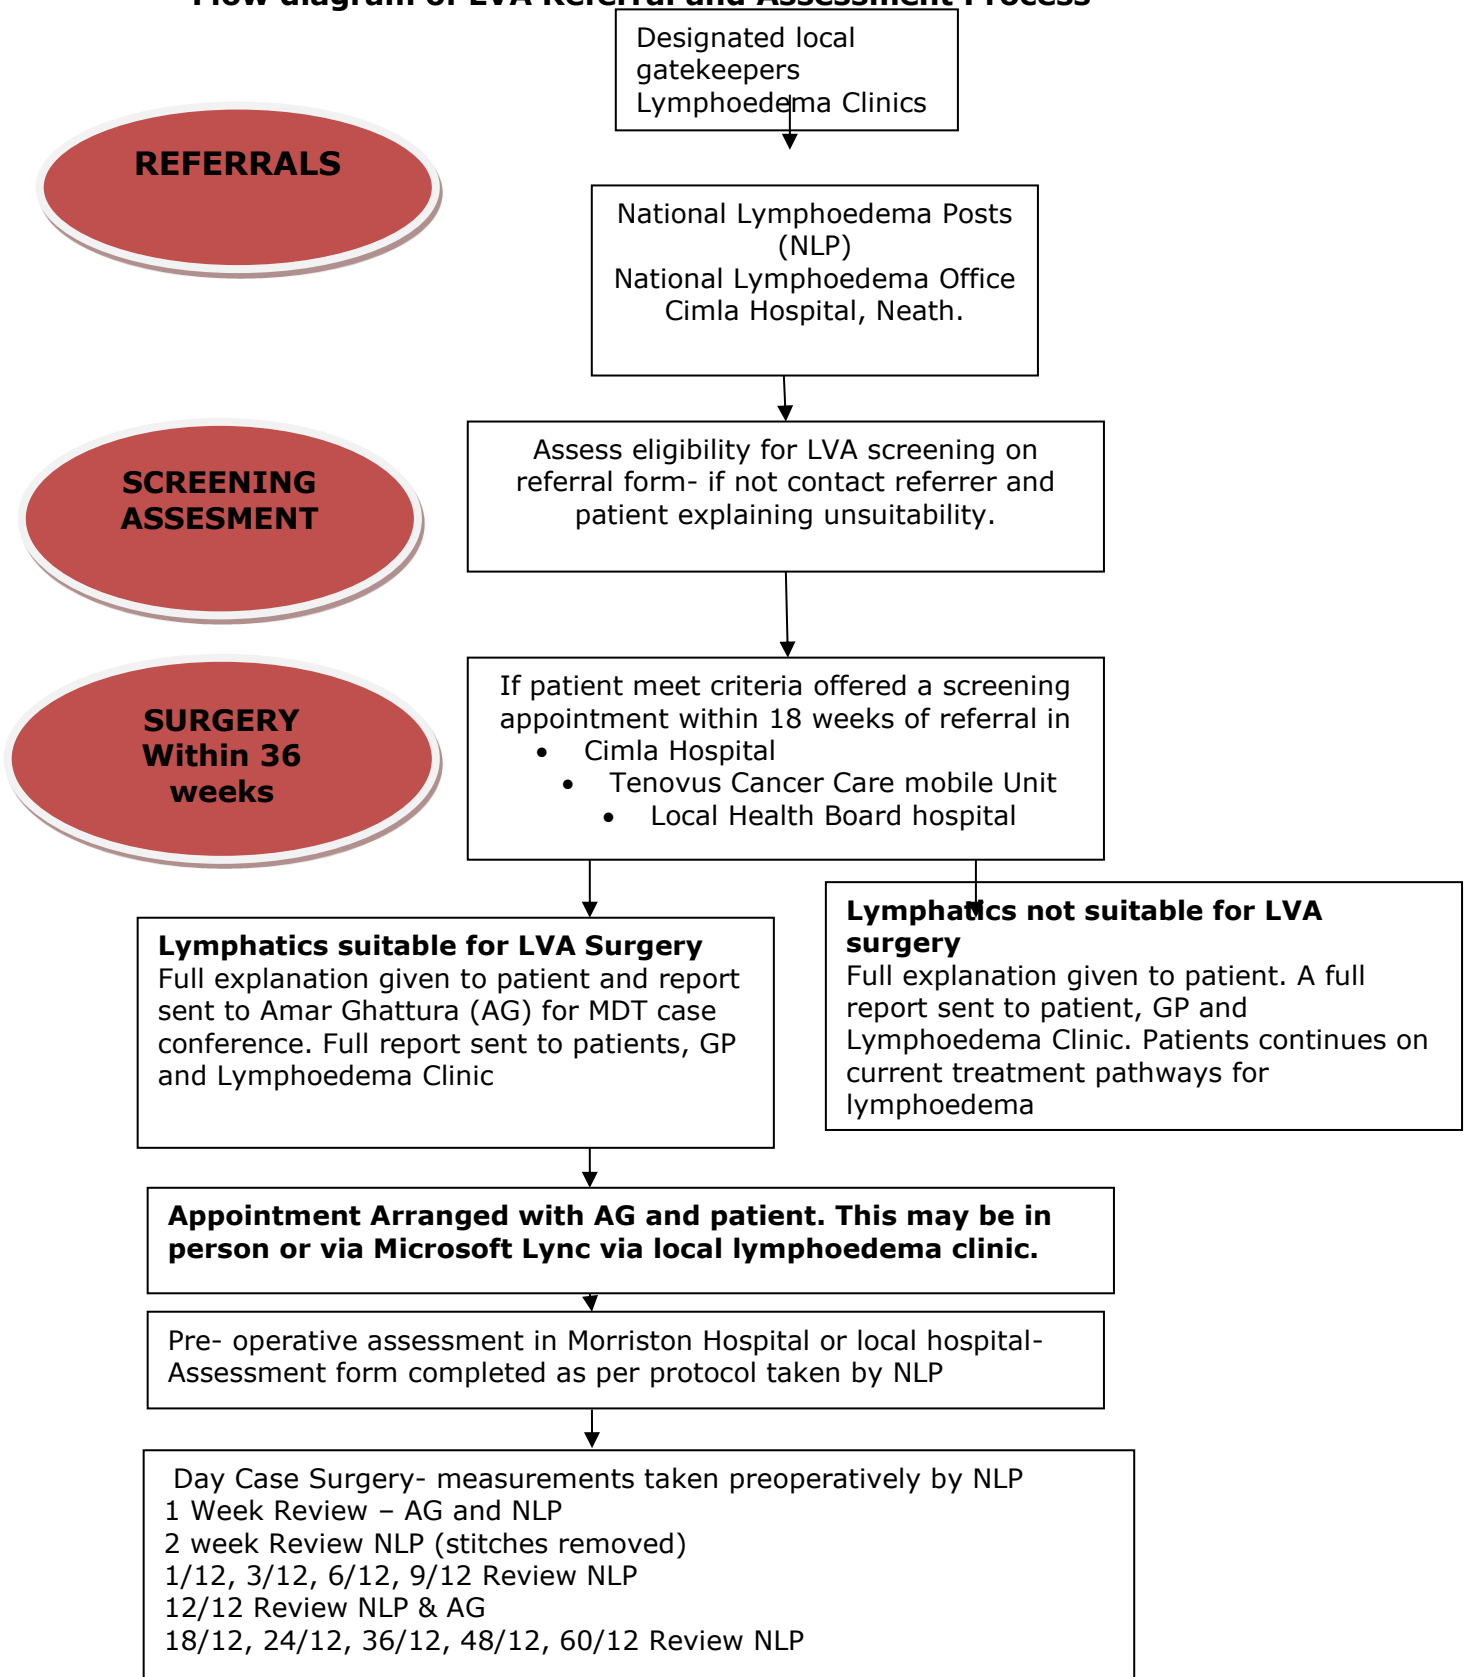 Flow diagram of LVA Referral and Assessment Process
Designated local
gatekeepers
Lymphoedema Clinics
REFERRALS
National Lymphoedema Posts
(NLP)
National Lymphoedema Office
Cimla Hospital, Neath.
SCREENING
ASSESMENT
Assess eligibility for LVA screening on
referral form- if not contact referrer and
patient explaining unsuitability.
SURGERY
Within 36
weeks
If patient meet criteria offered a screening
appointment within 18 weeks of referral in
• Cimla Hospital
• Tenovus Cancer Care mobile Unit
• Local Health Board hospital
Lymphatics suitable for LVA Surgery
Full explanation given to patient and report
sent to Amar Ghattura (AG) for MDT case
conference. Full report sent to patients, GP
and Lymphoedema Clinic
Lymphatics not suitable for LVA
surgery
Full explanation given to patient. A full
report sent to patient, GP and
Lymphoedema Clinic. Patients continues on
current treatment pathways for
lymphoedema
Appointment Arranged with AG and patient. This may be in
person or via Microsoft Lync via local lymphoedema clinic.
Pre- operative assessment in Morriston Hospital or local hospital-
Assessment form completed as per protocol taken by NLP
Day Case Surgery- measurements taken preoperatively by NLP
1 Week Review – AG and NLP
2 week Review NLP (stitches removed)
1/12, 3/12, 6/12, 9/12 Review NLP
12/12 Review NLP & AG
18/12, 24/12, 36/12, 48/12, 60/12 Review NLP